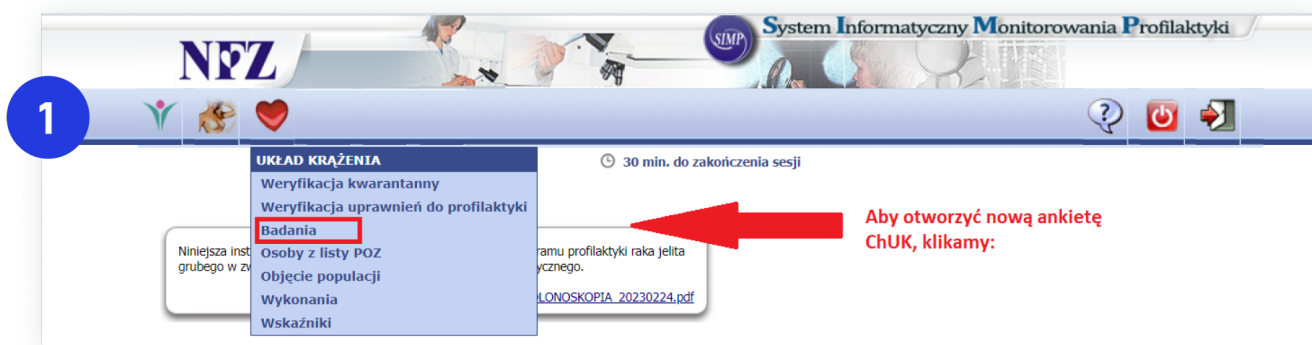 NFZ
SIMP
System Informatyczny Monitorowania Profilaktyki
1
UKŁAD KRĄŻENIA
30 min. do zakończenia sesji
Weryfikacja kwarantanny
Weryfikacja uprawnień do profilaktyki
Badania
Osoby z listy POZ
Objęcie populacji
Wykonania
Wskaźniki
Aby otworzyć nową ankietę
ChUK, klikamy:
Niniejsza inst
ramu profilaktyki raka jelita
grubego w zw
ycznego.
LONOSKOPIA_20230224.pdf